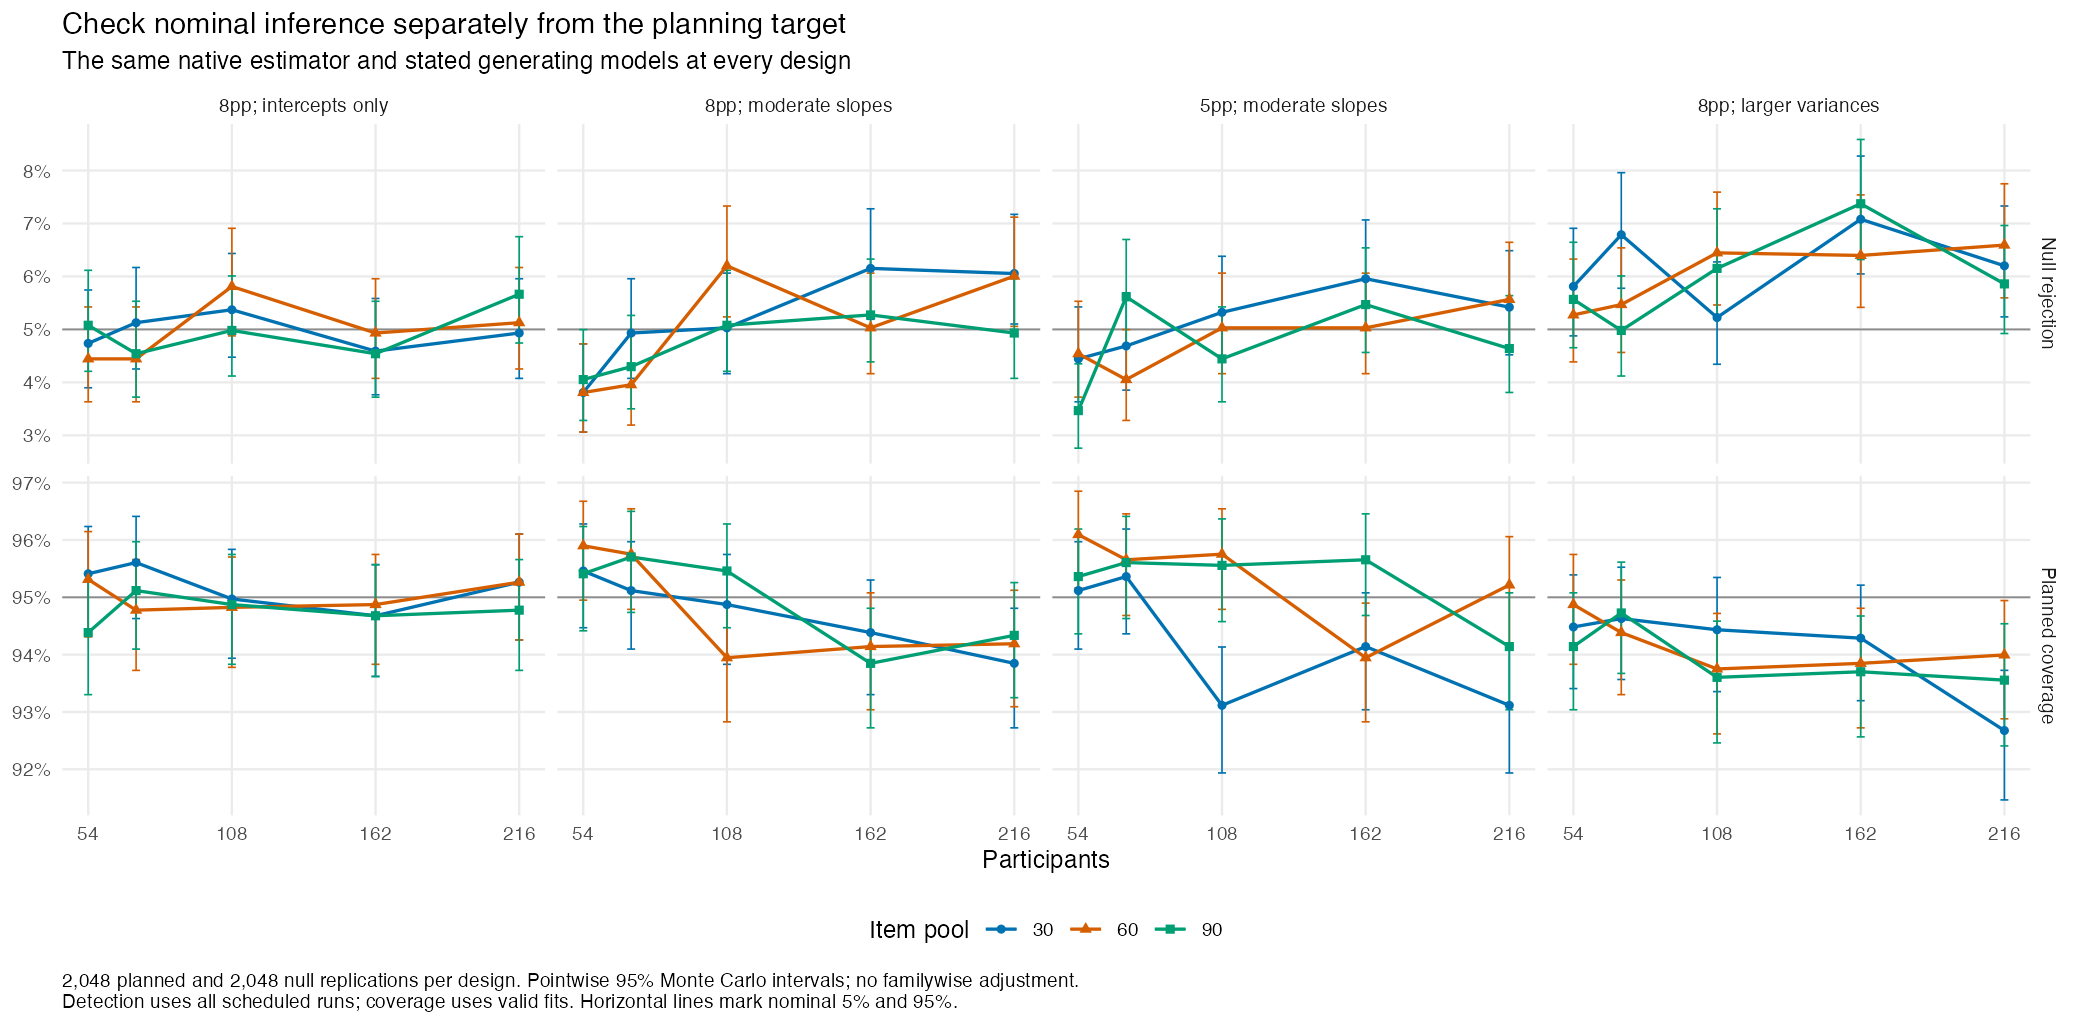 Check nominal inference separately from the planning target
The same native estimator and stated generating models at every design
8pp; intercepts only
8pp; moderate slopes
5pp; moderate slopes
8pp; larger variances
8%
7%
6%
5%
4%
3%
Null rejection
97%
96%
95%
94%
93%
92%
Planned coverage
54 108 162 216
54 108 162 216
54 108 162 216
54 108 162 216
Participants
Item pool 30 60 90
2,048 planned and 2,048 null replications per design. Pointwise 95% Monte Carlo intervals; no familywise adjustment.
Detection uses all scheduled runs; coverage uses valid fits. Horizontal lines mark nominal 5% and 95%.